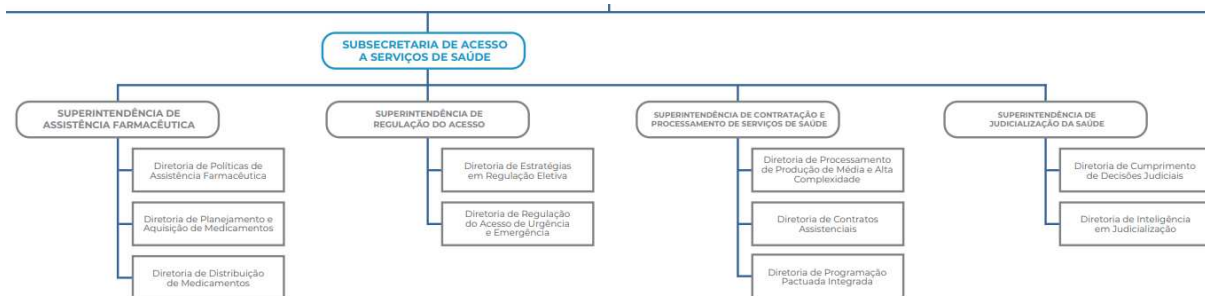 SUBSECRETARIA DE ACESSO
A SERVIÇOS DE SAÚDE
SUPERINTENDÊNCIA DE
ASSISTÊNCIA FARMACÊUTICA
Diretoria de Políticas de
Assistência Farmacêutica
Diretoria de Planejamento e
Aquisição de Medicamentos
Diretoria de Distribuição
de Medicamentos
SUPERINTENDÊNCIA DE
REGULAÇÃO DO ACESSO
Diretoria de Estratégias
em Regulação Eletiva
Diretoria de Regulação
do Acesso de Urgência
e Emergência
SUPERINTENDÊNCIA DE CONTRATAÇÃO E
PROCESSAMENTO DE SERVIÇOS DE SAÚDE
Diretoria de Processamento
de Produção de Média e Alta
Complexidade
Diretoria de Contratos
Assistenciais
Diretoria de Programação
Pactuada Integrada
SUPERINTENDÊNCIA DE
JUDICIALIZAÇÃO DA SAÚDE
Diretoria de Cumprimento
de Decisões Judiciais
Diretoria de Inteligência
em Judicialização